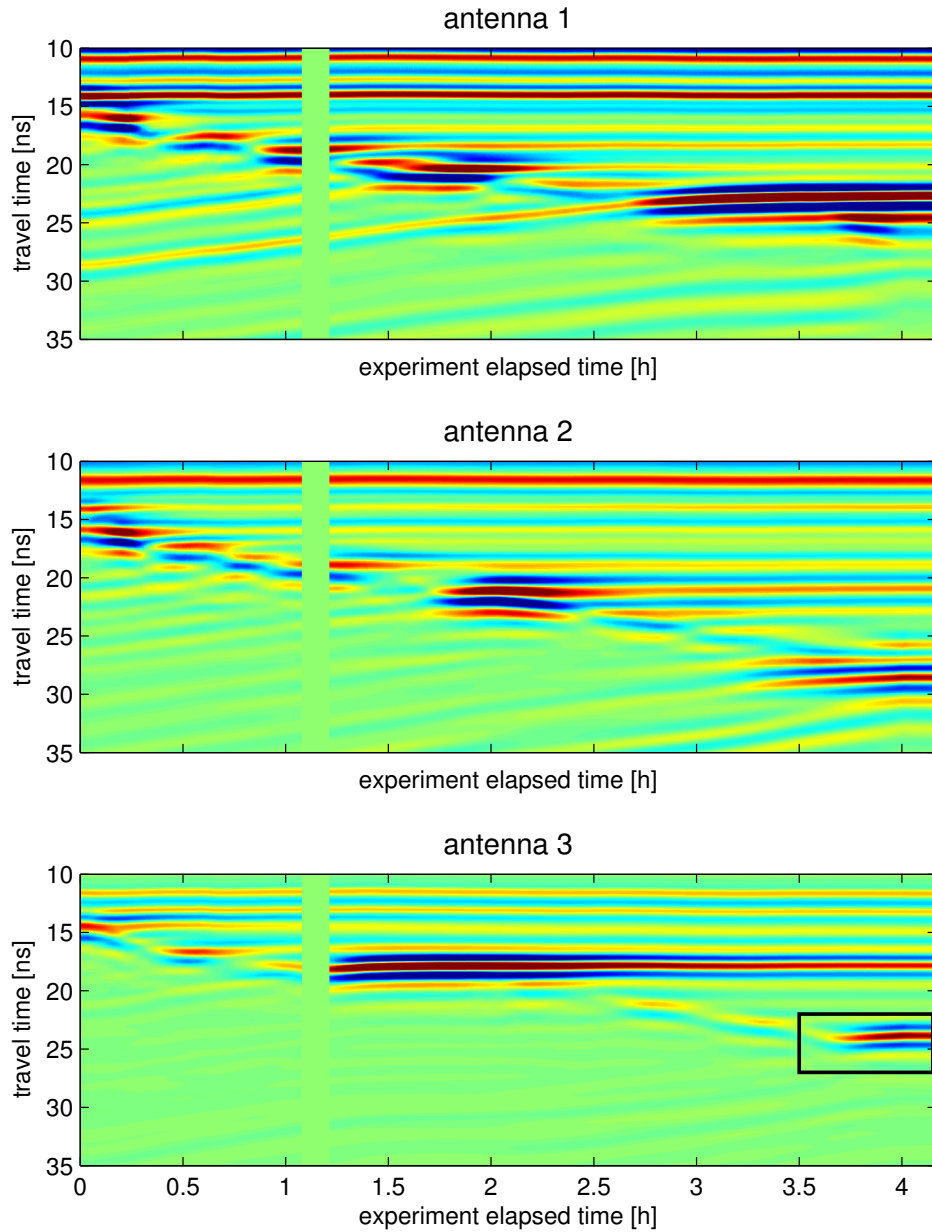 antenna 1
10
15
20
25
30
35
travel time [ns]
experiment elapsed time [h]
antenna 2
10
15
20
25
30
35
travel time [ns]
experiment elapsed time [h]
antenna 3
10
15
20
25
30
35
travel time [ns]
0 0.5 1 1.5 2 2.5 3 3.5 4
experiment elapsed time [h]